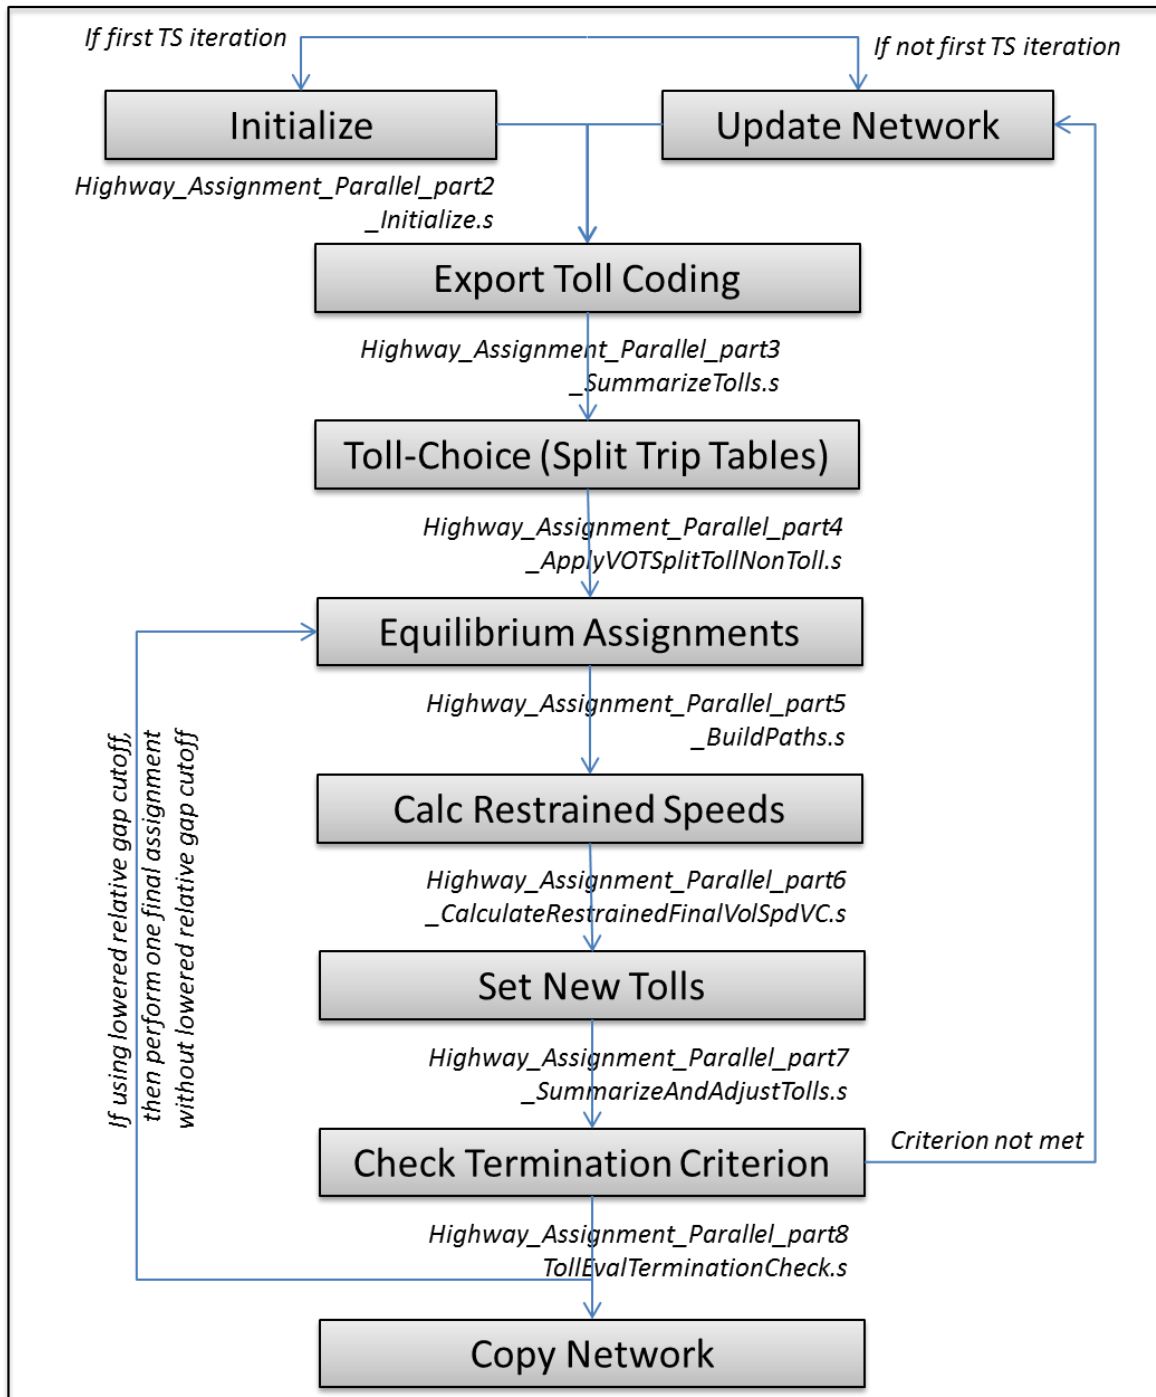 If first TS iteration
If not first TS iteration
Initialize
Update Network
Highway_Assignment_Parallel_part2
_Initialize.s
Export Toll Coding
Highway_Assignment_Parallel_part3
_SummarizeTolls.s
Toll-Choice (Split Trip Tables)
Highway_Assignment_Parallel_part4
_ApplyVOTSplitTollNonToll.s
Equilibrium Assignments
Highway_Assignment_Parallel_part5
_BuildPaths.s
If using lowered relative gap cutoff,
then perform one final assignment
without lowered relative gap cutoff
Calc Restrained Speeds
Highway_Assignment_Parallel_part6
_CalculateRestrainedFinalVolSpdVC.s
Set New Tolls
Highway_Assignment_Parallel_part7
_SummarizeAndAdjustTolls.s
Check Termination Criterion
Criterion not met
Highway_Assignment_Parallel_part8
TollEvalTerminationCheck.s
Copy Network